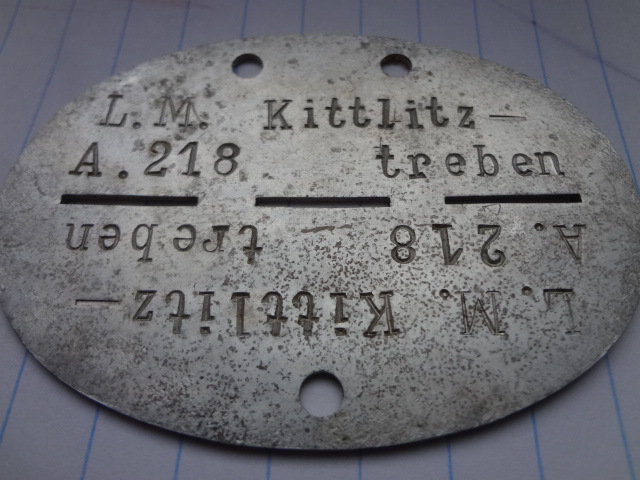 L.M. Kittlitz-
A.218 treben
L.M. Kittlitz-
A.218 - treben